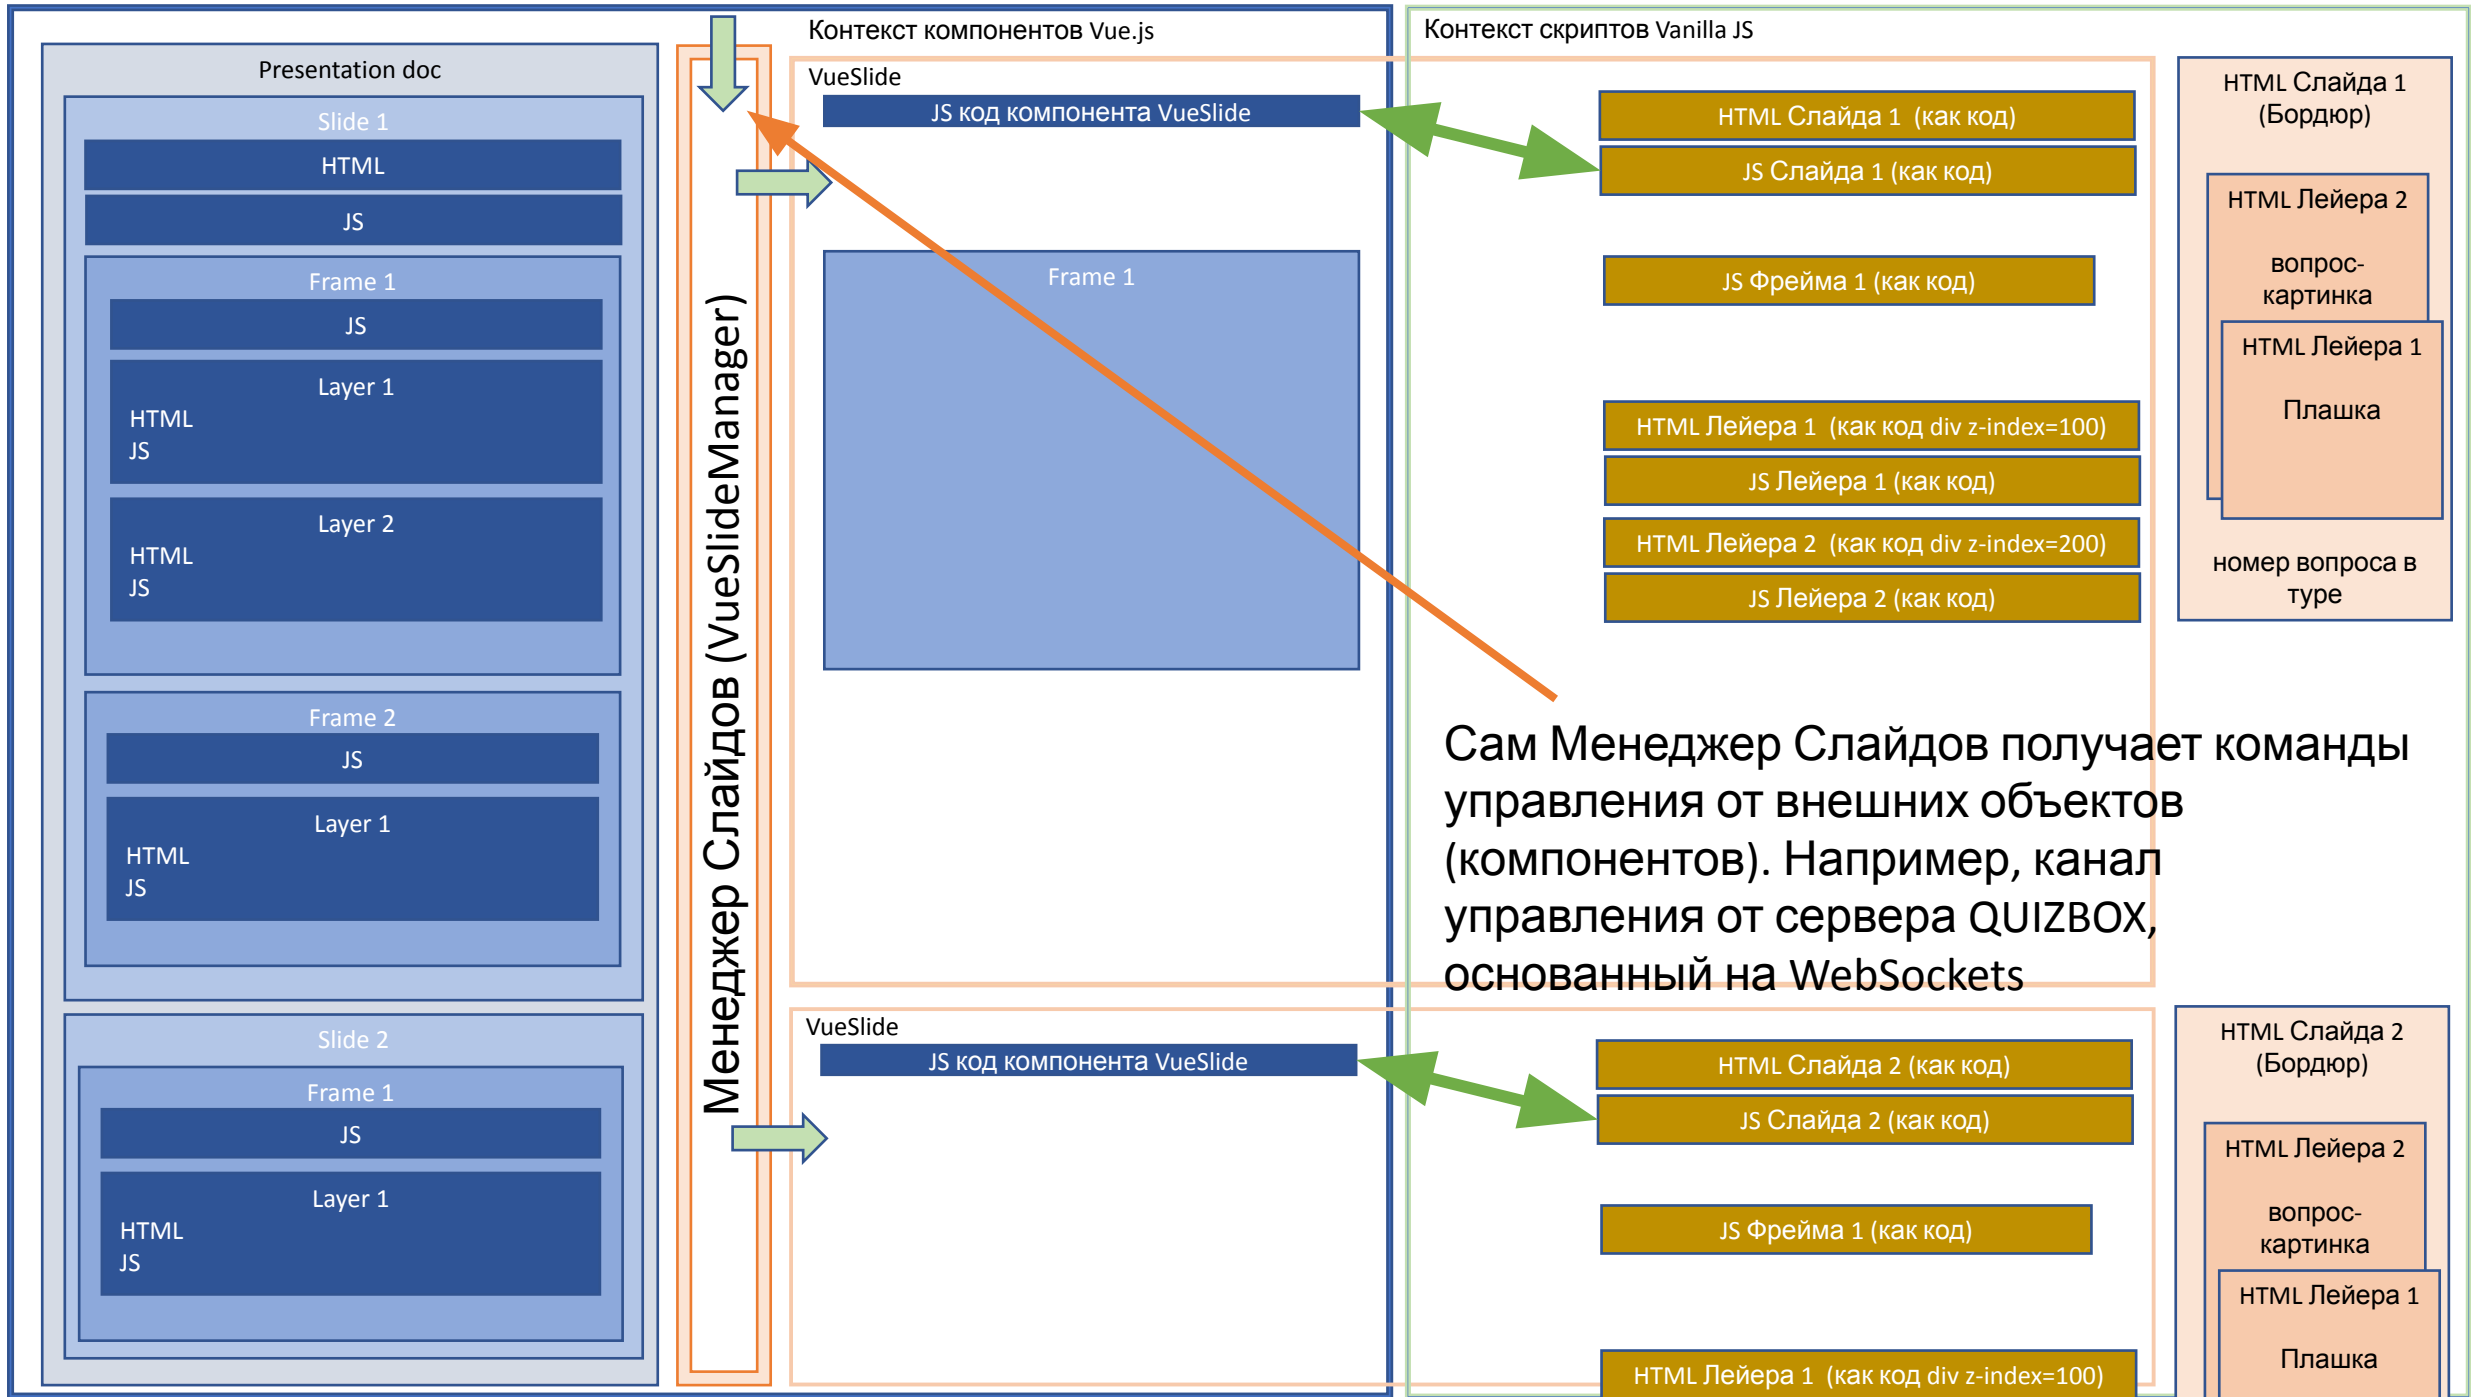 Контекст компонентов Vue.js
Контекст скриптов Vanilla JS
Presentation doc
Slide 1
HTML
JS
Frame 1
JS
Layer 1
HTML
JS
Layer 2
HTML
JS
Frame 2
JS
Layer 1
HTML
JS
Slide 2
Frame 1
JS
Layer 1
HTML
JS
Менеджер Слайдов (VueSlideManager)
VueSlide
JS код компонента VueSlide
Frame 1
HTML Слайда 1 (как код)
JS Слайда 1 (как код)
JS Фрейма 1 (как код)
HTML Лейера 1 (как код div z-index=100)
JS Лейера 1 (как код)
HTML Лейера 2 (как код div z-index=200)
JS Лейера 2 (как код)
HTML Слайда 1
(Бордюр)
HTML Лейера 2
вопрос-
картинка
HTML Лейера 1
Плашка
номер вопроса в
туре
Сам Менеджер Слайдов получает команды
управления от внешних объектов
(компонентов). Например, канал
управления от сервера QUIZBOX,
основанный на WebSockets
VueSlide
JS код компонента VueSlide
HTML Слайда 2 (как код)
JS Слайда 2 (как код)
JS Фрейма 1 (как код)
HTML Лейера 1 (как код div z-index=100)
HTML Слайда 2
(Бордюр)
HTML Лейера 2
вопрос-
картинка
HTML Лейера 1
Плашка